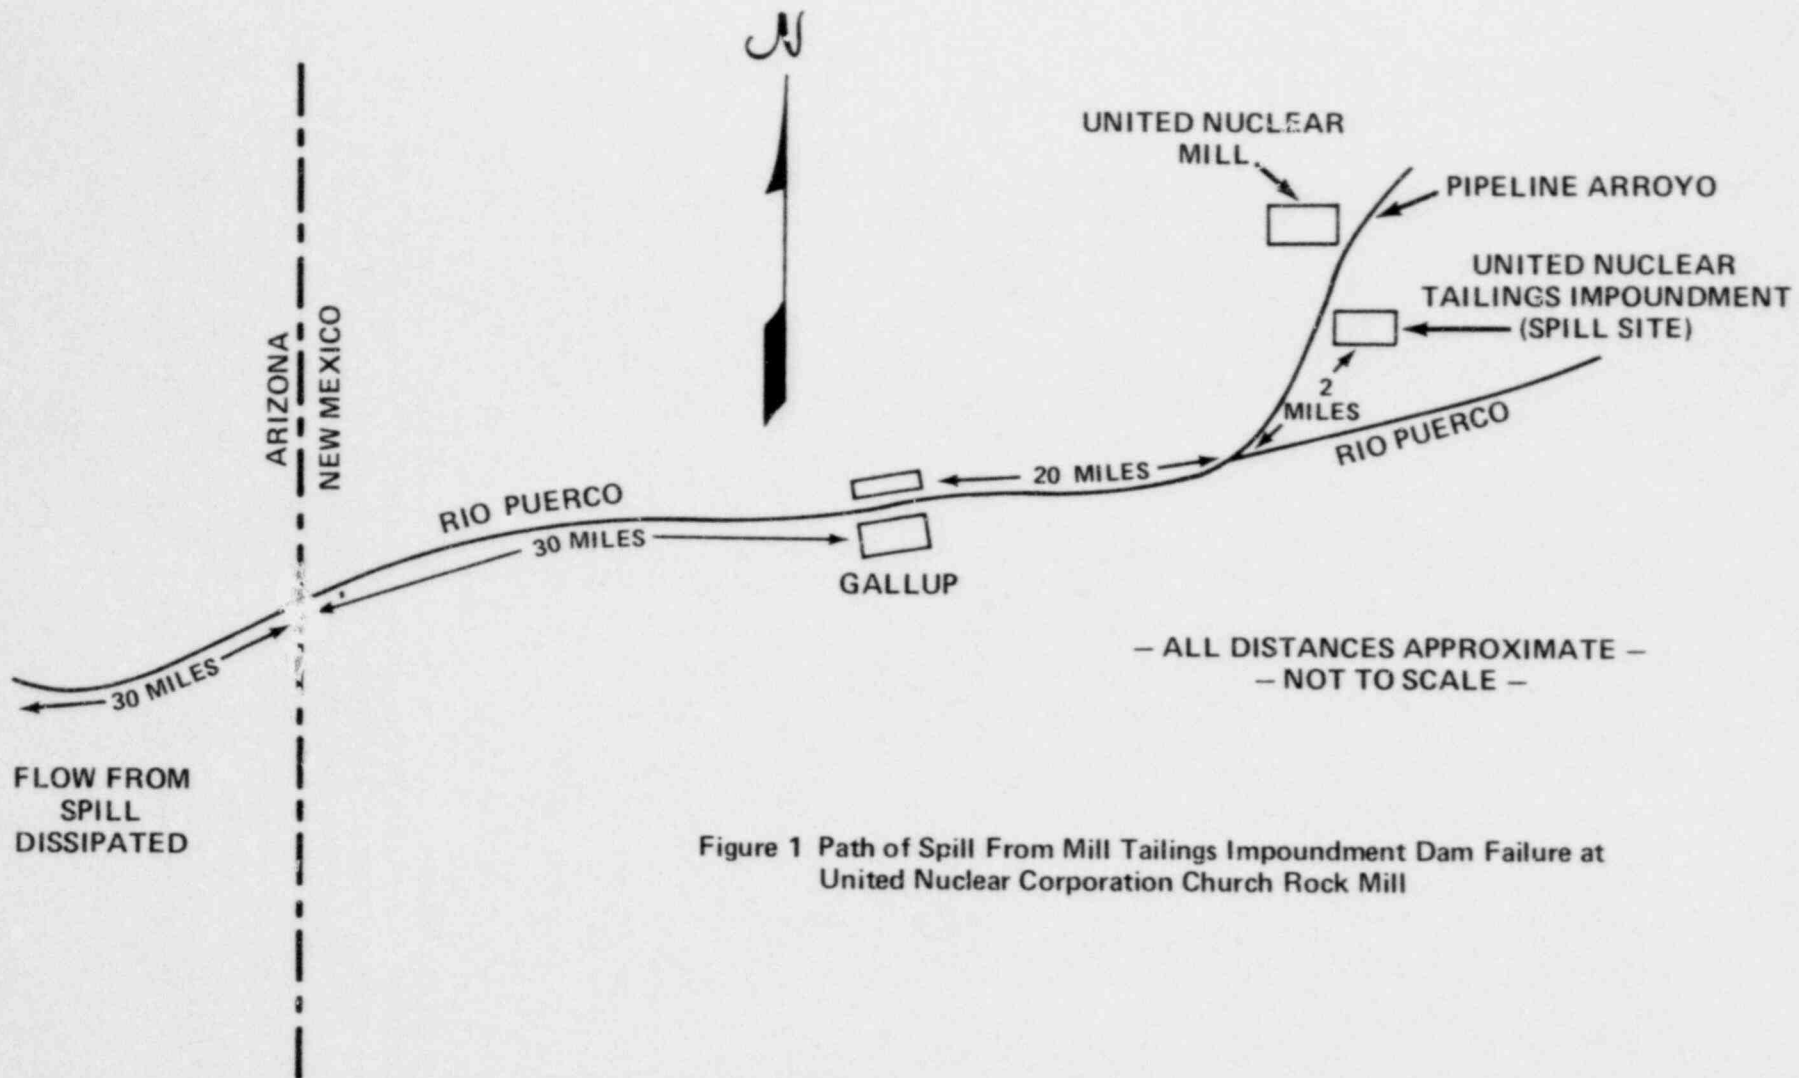 N
UNITED NUCLEAR
MILL
PIPELINE ARROYO
UNITED NUCLEAR
TAILINGS IMPOUNDMENT
(SPILL SITE)
2
MILES
RIO PUERCO
20 MILES
ARIZONA
NEW MEXICO
RIO PUERCO
30 MILES
GALLUP
30 MILES
– ALL DISTANCES APPROXIMATE –
– NOT TO SCALE –
FLOW FROM
SPILL
DISSIPATED
Figure 1 Path of Spill From Mill Tailings Impoundment Dam Failure at
United Nuclear Corporation Church Rock Mill